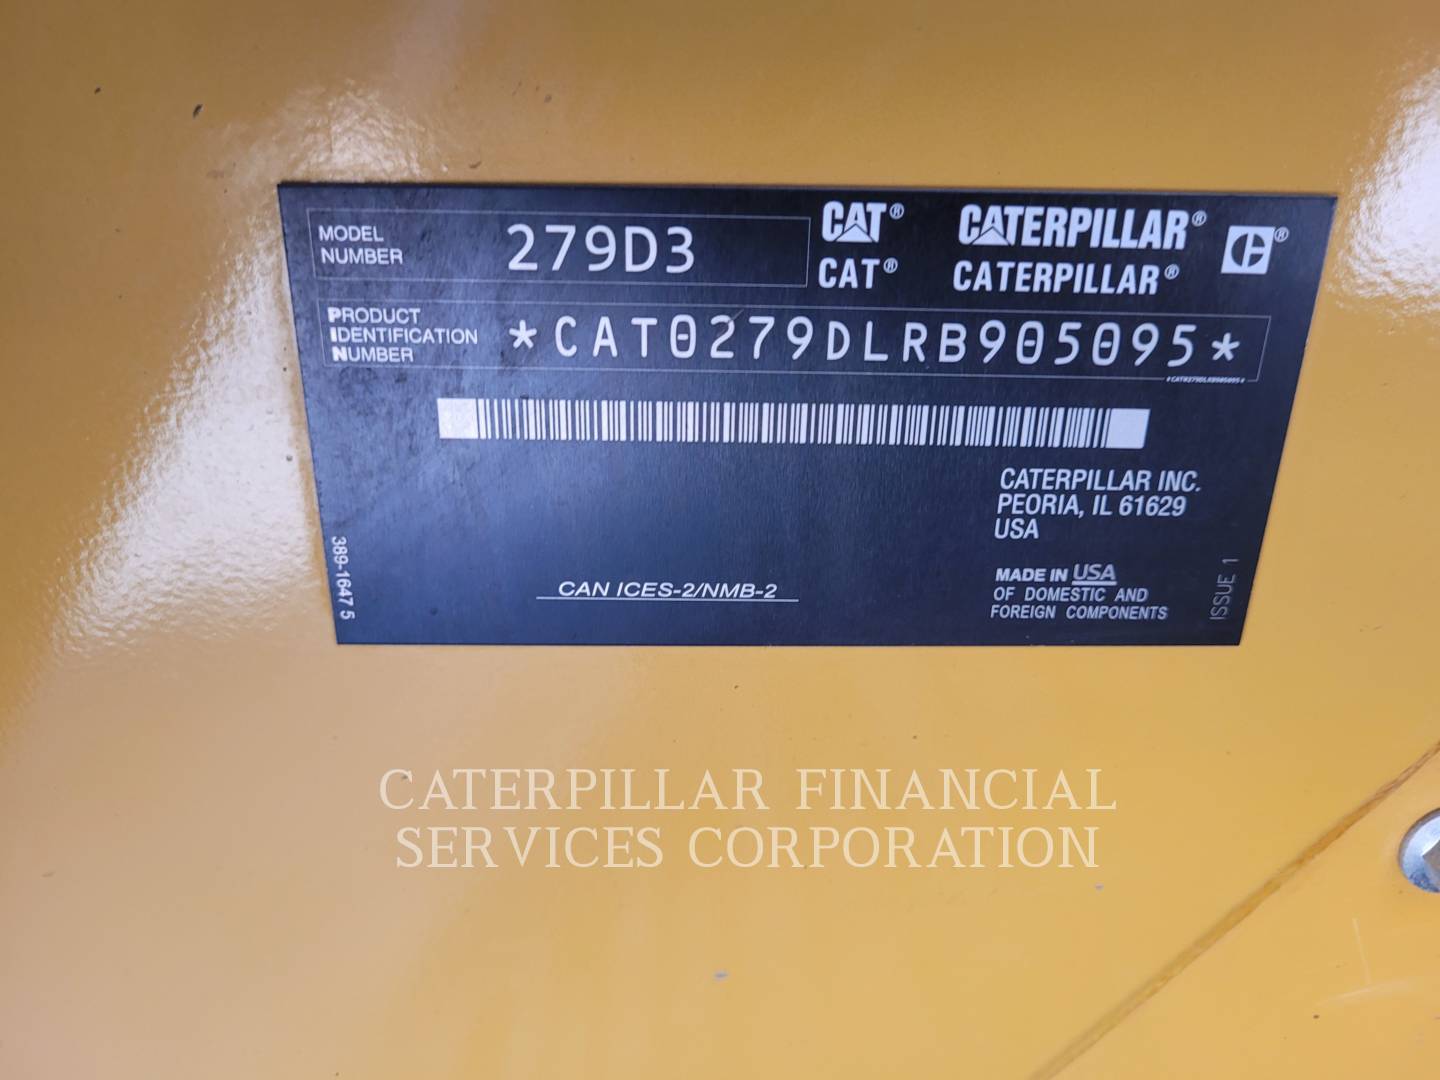 MODEL
NUMBER
279D3
CAT® CATERPILLAR®
CAT® CATERPILLAR®
PRODUCT
IDENTIFICATION
NUMBER
*CAT0279DLRB905095*
*CAT0279DLRB905095*
CATERPILLAR INC.
PEORIA, IL 61629
USA
MADE IN USA
OF DOMESTIC AND
FOREIGN COMPONENTS
CAN ICES-2/NMB-2
389-1647 5
ISSUE 1
CATERPILLAR FINANCIAL
SERVICES CORPORATION